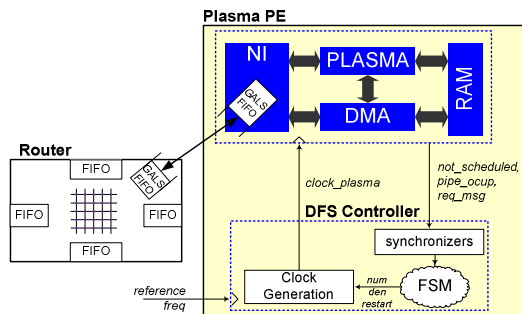 Plasma PE
NI
PLASMA
RAM
GALS
FIFO
DMA
Router
FIFO
GALS
FIFO
FIFO
FIFO
FIFO
clock_plasma
not_scheduled,
pipe_ocup,
req_msg
DFS Controller
synchronizers
reference
freq
Clock
Generation
num
den
restart
FSM